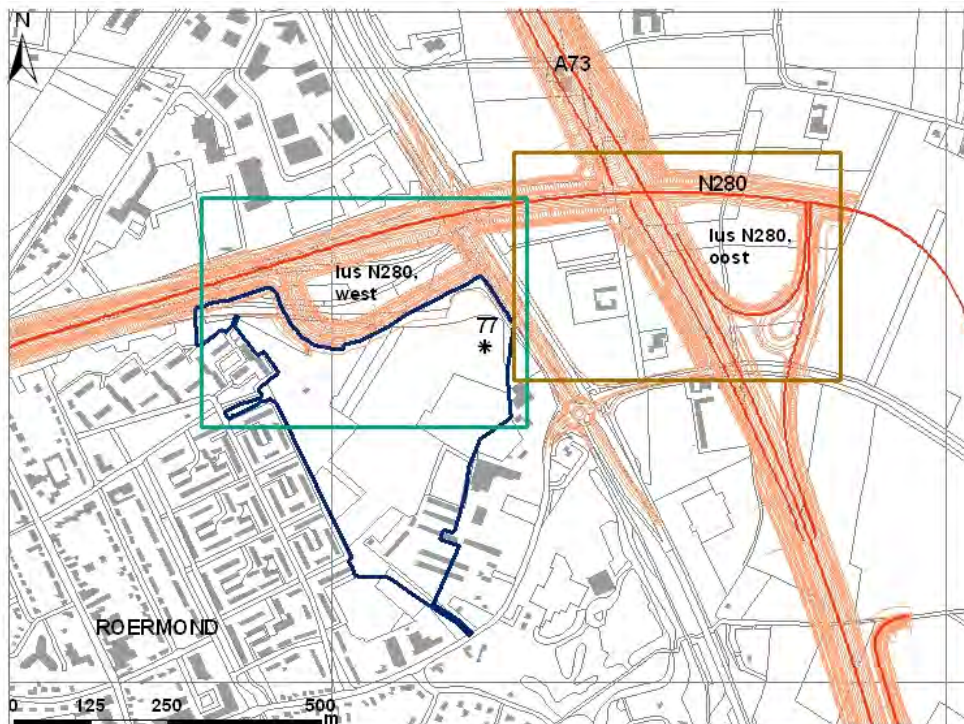 N
A73
N280
lus N280,
oost
lus N280,
west
77
*
ROERMOND
0 125 250 500
m